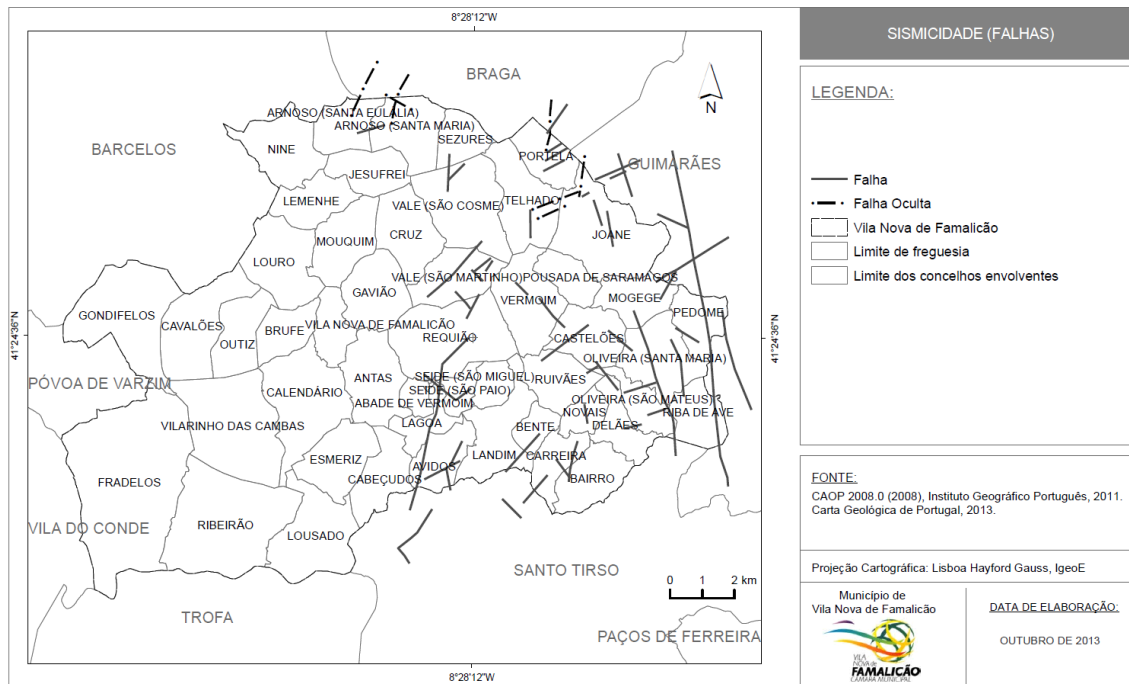 8°28'12"W
SISMICIDADE (FALHAS)
BRAGA
N
LEGENDA:
ARNOSO (SANTA EULÁLIA)
ARNOSO (SANTA MARIA)
SEZURES
BARCELOS
NINE
PORTELA
GUIMARÃES
JESUFREI
Falha
LEMENHE
VALE (SÃO COSME)
TELHADO
Falha Oculta
Vila Nova de Famalicão
MOUQUIM
CRUZ
JOANE
Limite de freguesia
LOURO
Limite dos concelhos envolventes
VALE (SÃO MARTINHO)
POUSADA DE SARAMAGOS
GAVIÃO
VERMOIM
MOGEGE
GONDIFELOS
CAVALÕES
PEDOME
BRUFE
VILA NOVA DE FAMALICÃO
OUTIZ
REQUIÃO
CASTELÕES
41°24'36"N
41°24'36"N
OLIVEIRA (SANTA MARIA)
PÓVOA DE VARZIM
ANTAS
SEIDE (SÃO MIGUEL)
RUIVÃES
CALENDÁRIO
SEIDE (SÃO PAIO)
ABADE DE VERMOIM
OLIVEIRA (SÃO MATEUS)
NOVAIS
RIBA DE AVE
VILARINHO DAS CAMBAS
LAGOA
BENTE
DELÃES
ESMERIZ
AVIDOS
LANDIM
CARREIRA
FRADELOS
CABEÇUDOS
BAIRRO
FONTE:
CAOP 2008.0 (2008), Instituto Geográfico Português, 2011.
Carta Geológica de Portugal, 2013.
VILA DO CONDE
RIBEIRÃO
LOUSADO
SANTO TIRSO
Projeção Cartográfica: Lisboa Hayford Gauss, IgeoE
0 1 2 km
TROFA
PAÇOS DE FERREIRA
Município de
Vila Nova de Famalicão
VILA
NOVA de
FAMALICÃO
CÂMARA MUNICIPAL
DATA DE ELABORAÇÃO:
OUTUBRO DE 2013
8°28'12"W